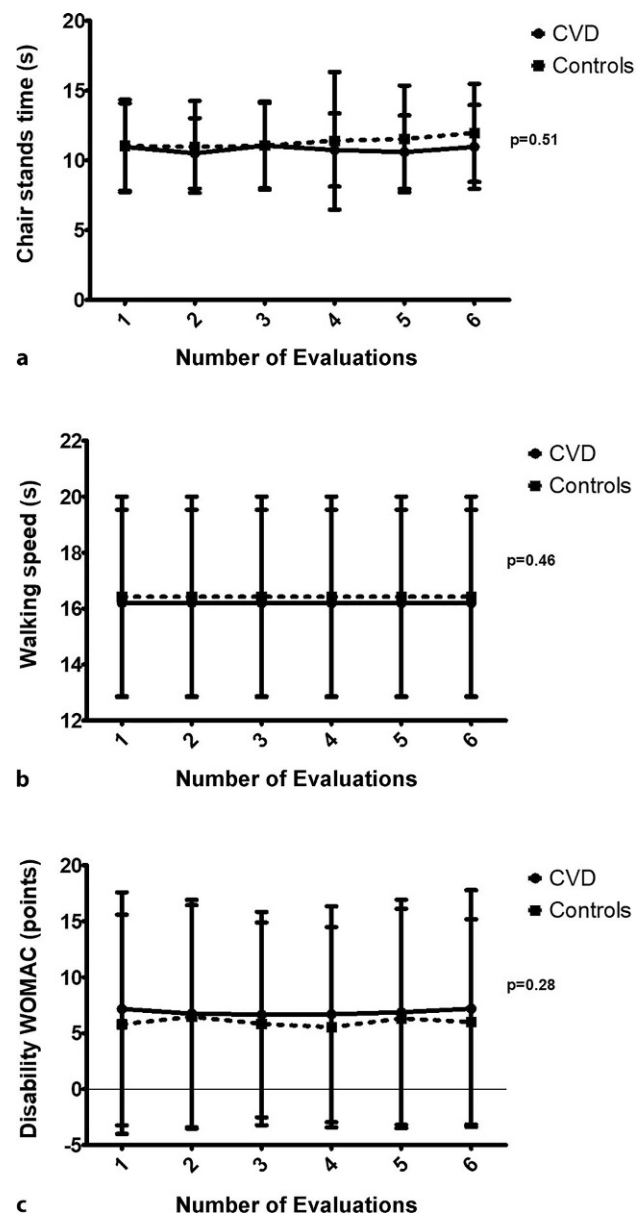 20
15
10
5
0
Chair stands time (s)
CVD
Controls
p=0.51
1 2 3 4 5 6
Number of Evaluations
a
22
20
18
16
14
12
Walking speed (s)
CVD
Controls
p=0.46
1 2 3 4 5 6
Number of Evaluations
b
20
15
10
5
0
-5
Disability WOMAC (points)
CVD
Controls
p=0.28
1 2 3 4 5 6
Number of Evaluations
c